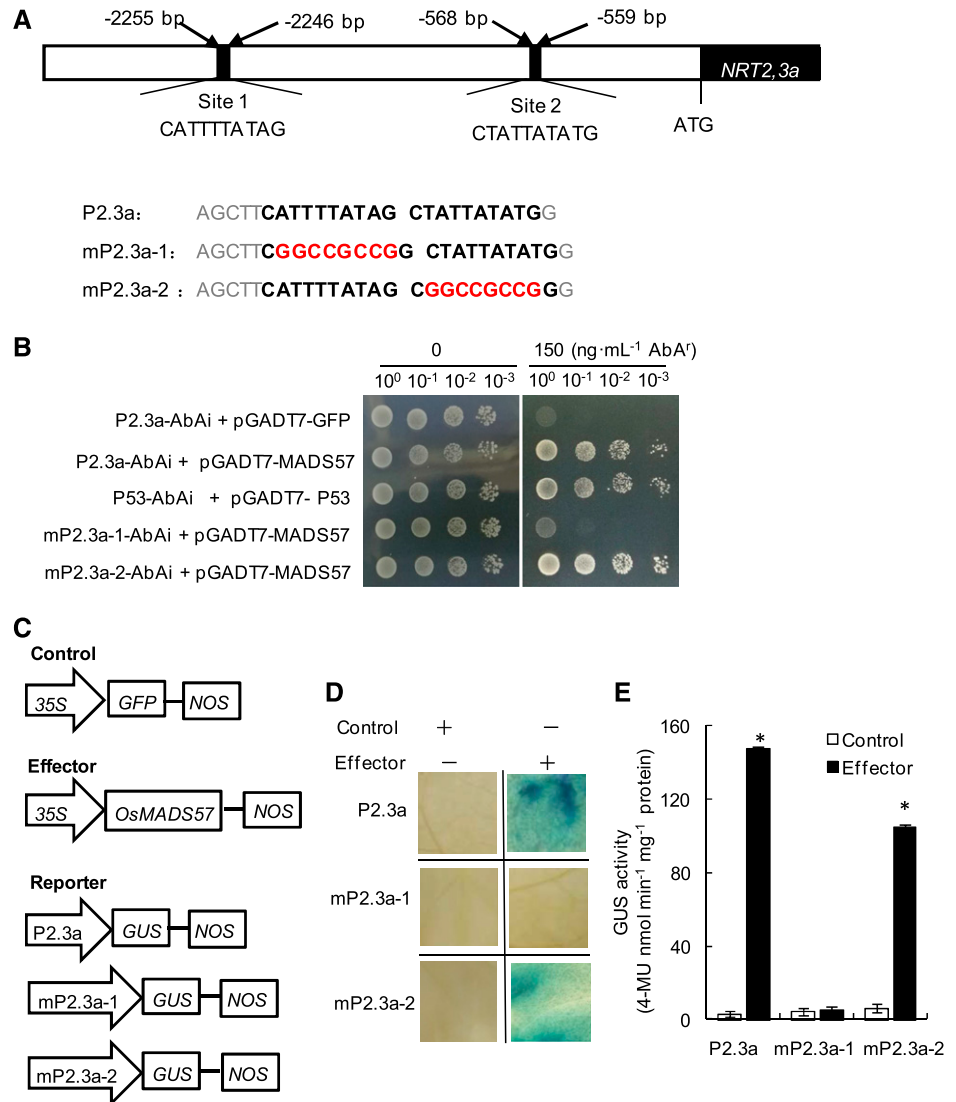 A
-2255 bp
-2246 bp
-568 bp
-559 bp
NRT2,3a
Site 1
CATTTTATAG
Site 2
CTATTATATG
ATG
P2.3a: AGCTTCATTTTATAG CTATTATATGG
mP2.3a-1: AGCTTCGGCCGCCGG CTATTATATGG
mP2.3a-2 : AGCTTCATTTTATAG CGGCCGCCGGG
B
0
150 (ng·mL⁻¹ AbAʳ)
10⁰ 10⁻¹ 10⁻² 10⁻³ 10⁰ 10⁻¹ 10⁻² 10⁻³
P2.3a-AbAi + pGADT7-GFP
P2.3a-AbAi + pGADT7-MADS57
P53-AbAi + pGADT7- P53
mP2.3a-1-AbAi + pGADT7-MADS57
mP2.3a-2-AbAi + pGADT7-MADS57
C
Control
35S GFP NOS
Effector
35S OsMADS57 NOS
Reporter
P2.3a GUS NOS
mP2.3a-1 GUS NOS
mP2.3a-2 GUS NOS
D
Control + −
Effector − +
P2.3a
mP2.3a-1
mP2.3a-2
E
GUS activity
(4-MU nmol min⁻¹ mg⁻¹ protein)
160
120
80
40
0
Control
Effector
*
*
P2.3a mP2.3a-1 mP2.3a-2